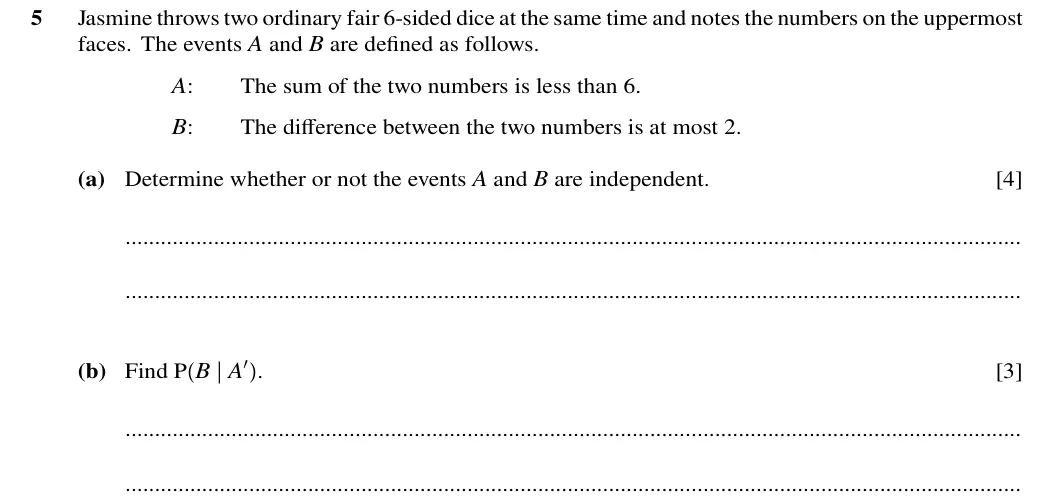 5 Jasmine throws two ordinary fair 6-sided dice at the same time and notes the numbers on the uppermost
faces. The events A and B are defined as follows.
A: The sum of the two numbers is less than 6.
B: The difference between the two numbers is at most 2.
(a) Determine whether or not the events A and B are independent. [4]
(b) Find P(B | A′). [3]